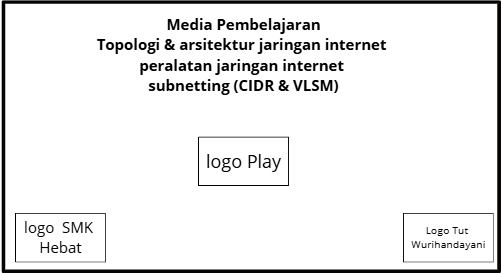 Media Pembelajaran
Topologi & arsitektur jaringan internet
peralatan jaringan internet
subnetting (CIDR & VLSM)
logo Play
logo SMK
Hebat
Logo Tut
Wurihandayani